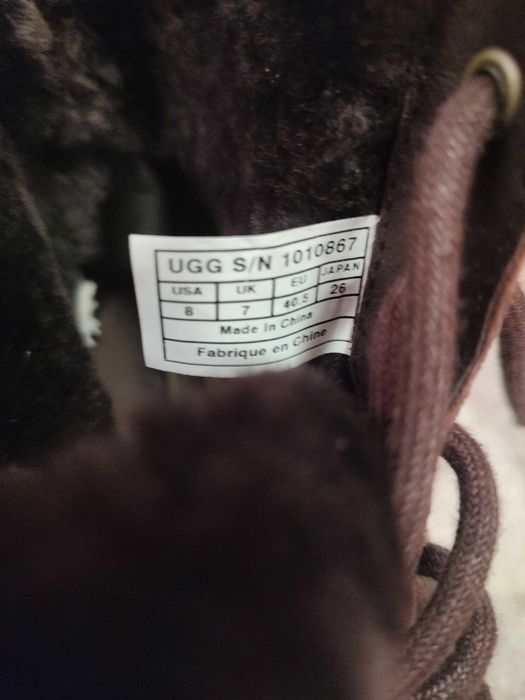 UGG S/N 1010867
USA UK EU JAPAN
8 7 40.5 26
Made In China
Fabrique en Chine